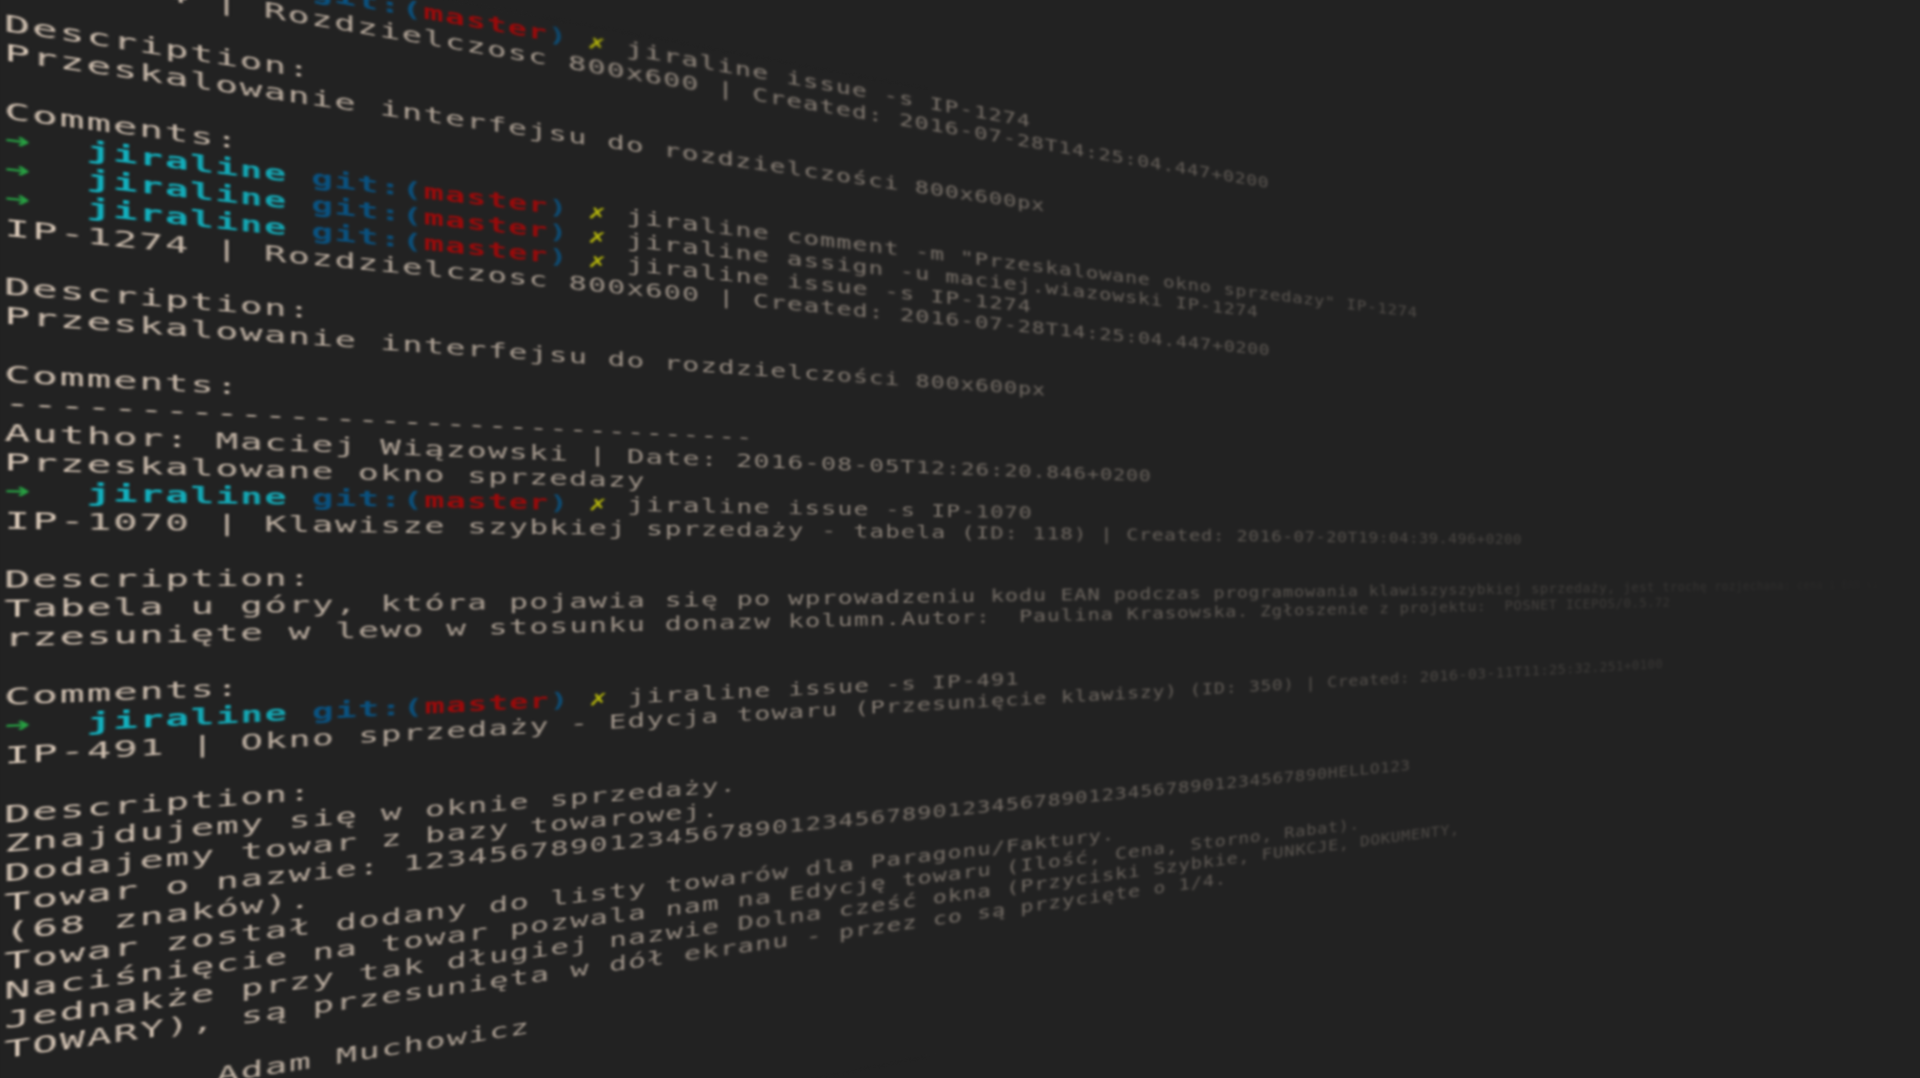 git:(master) ✗ jiraline issue -s IP-1274
| Rozdzielczosc 800x600 | Created: 2016-07-28T14:25:04.447+0200
Description:
Przeskalowanie interfejsu do rozdzielczości 800x600px
Comments:
→ jiraline git:(master) ✗ jiraline comment -m "Przeskalowane okno sprzedazy" IP-1274
→ jiraline git:(master) ✗ jiraline assign -u maciej.wiazowski IP-1274
→ jiraline git:(master) ✗ jiraline issue -s IP-1274
IP-1274 | Rozdzielczosc 800x600 | Created: 2016-07-28T14:25:04.447+0200
Description:
Przeskalowanie interfejsu do rozdzielczości 800x600px
Comments:
----------------------------------
Author: Maciej Wiązowski | Date: 2016-08-05T12:26:20.846+0200
Przeskalowane okno sprzedazy
→ jiraline git:(master) ✗ jiraline issue -s IP-1070
IP-1070 | Klawisze szybkiej sprzedaży - tabela (ID: 118) | Created: 2016-07-20T19:04:39.496+0200
Description:
Tabela u góry, która pojawia się po wprowadzeniu kodu EAN podczas programowania klawiszyszybkiej sprzedaży, jest trochę
rzesunięte w lewo w stosunku donazw kolumn.Autor:  Paulina Krasowska. Zgłoszenie z projektu:  POSNET ICEPOS/0.5.72
Comments:
→ jiraline git:(master) ✗ jiraline issue -s IP-491
IP-491 | Okno sprzedaży - Edycja towaru (Przesunięcie klawiszy) (ID: 350) | Created: 2016-03-11T11:25:32.251+0100
Description:
Znajdujemy się w oknie sprzedaży.
Dodajemy towar z bazy towarowej.
Towar o nazwie: 123456789012345678901234567890123456789012345678901234567890HELLO123
(68 znaków).
Towar został dodany do listy towarów dla Paragonu/Faktury.
Naciśnięcie na towar pozwala nam na Edycję towaru (Ilość, Cena, Storno, Rabat).
Jednakże przy tak długiej nazwie Dolna cześć okna (Przyciski Szybkie, FUNKCJE, DOKUMENTY,
TOWARY), są przesunięta w dół ekranu - przez co są przycięte o 1/4.
Adam Muchowicz